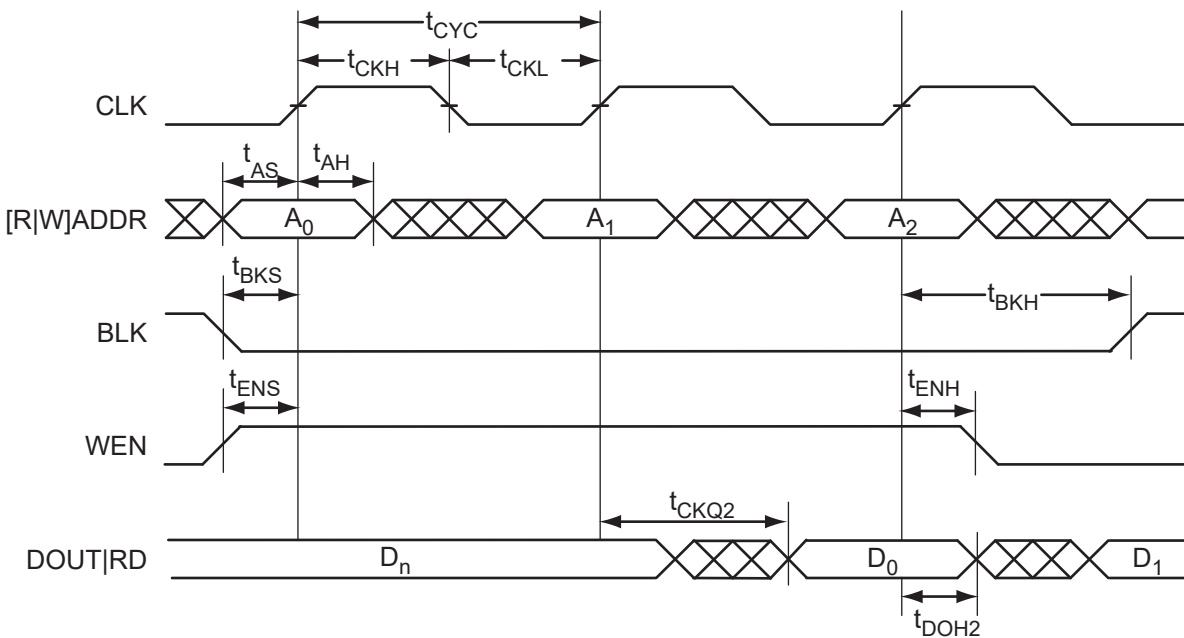 tCYC
tCKH tCKL
CLK
tAS tAH
[R|W]ADDR A0 A1 A2
tBKS tBKH
BLK
tENS tENH
WEN
tCKQ2
DOUT|RD Dn D0 D1
tDOH2